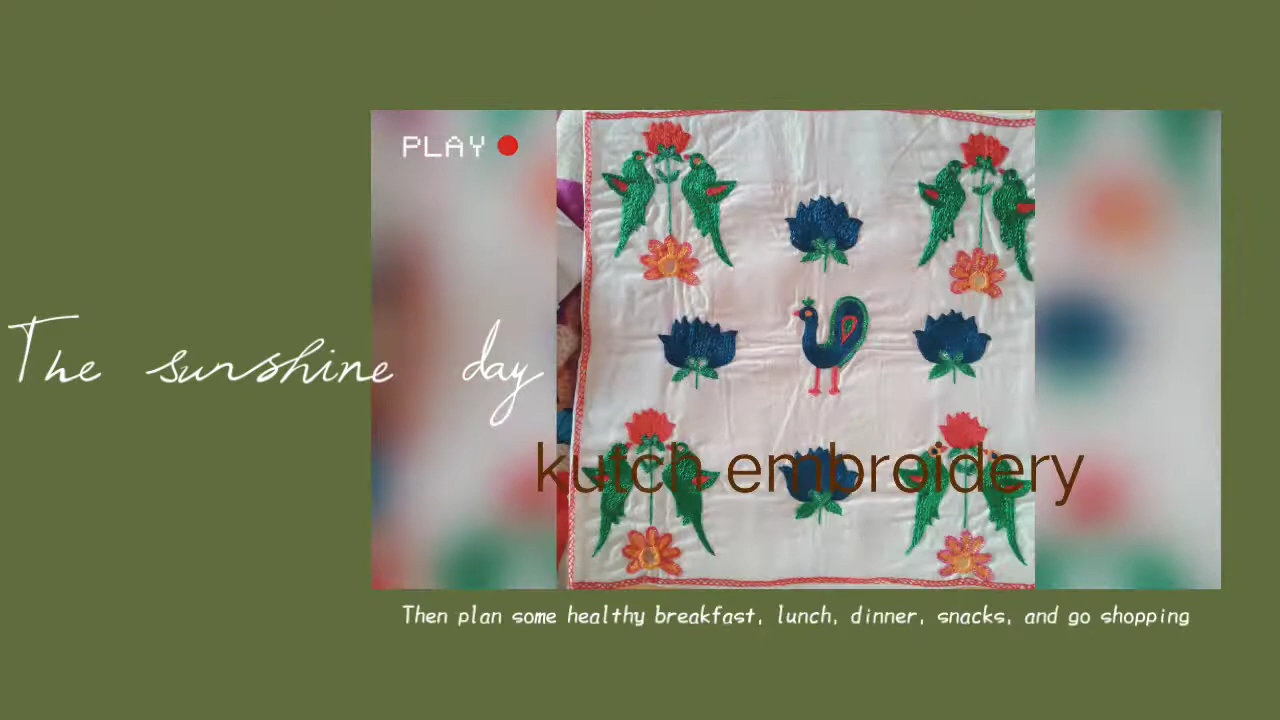 PLAY
The sunshine day
kutch embroidery
Then plan some healthy breakfast, lunch, dinner, snacks, and go shopping